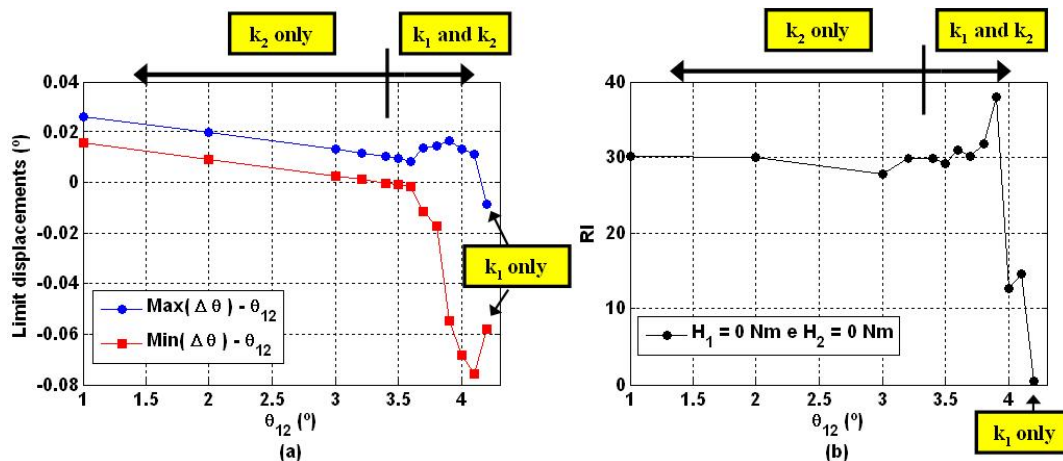 k2 only
k1 and k2
k2 only
k1 and k2
0.04
0.02
0
-0.02
-0.04
-0.06
-0.08
Limit displacements (º)
k1 only
Max(Δθ) - θ12
Min(Δθ) - θ12
1
1.5
2
2.5
3
3.5
4
θ12 (º)
(a)
40
30
20
10
0
RI
H1 = 0 Nm e H2 = 0 Nm
1
1.5
2
2.5
3
3.5
4
θ12 (º)
(b)
k1 only